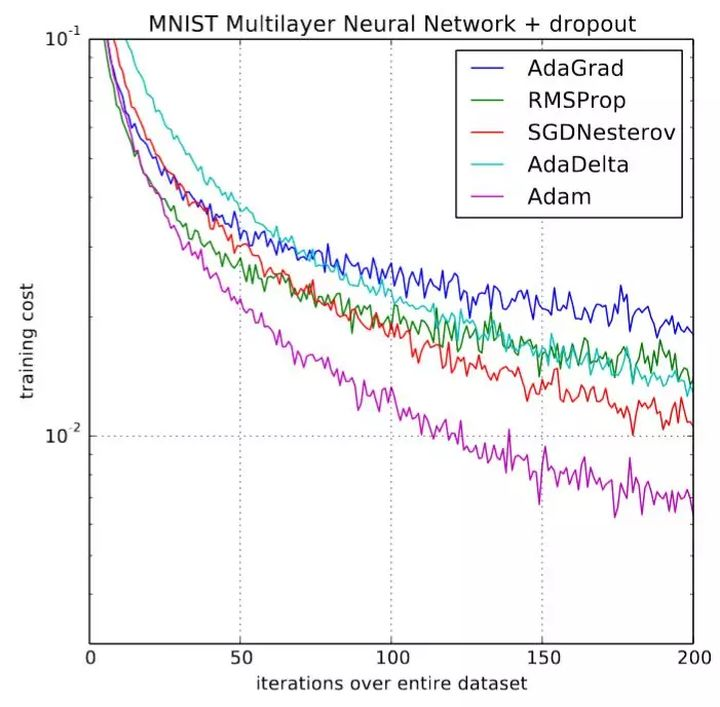 MNIST Multilayer Neural Network + dropout
10⁻¹
AdaGrad
RMSProp
SGDNesterov
AdaDelta
Adam
training cost
10⁻²
0 50 100 150 200
iterations over entire dataset